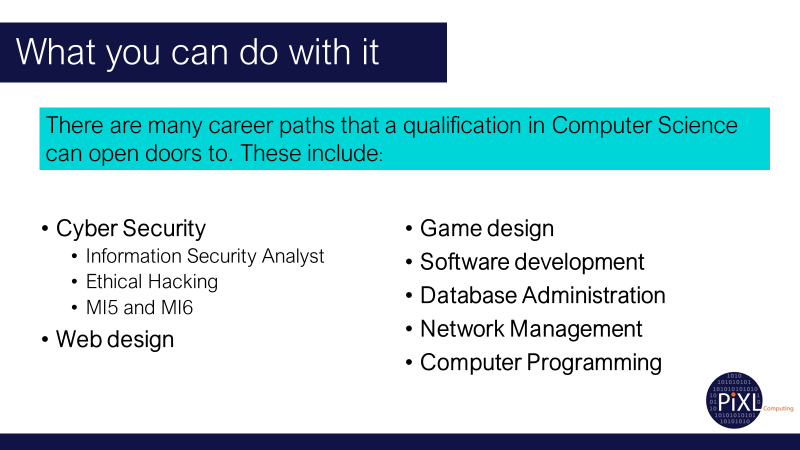 What you can do with it
There are many career paths that a qualification in Computer Science
can open doors to. These include:
• Cyber Security
• Information Security Analyst
• Ethical Hacking
• MI5 and MI6
• Web design
• Game design
• Software development
• Database Administration
• Network Management
• Computer Programming
PiXL
Computing